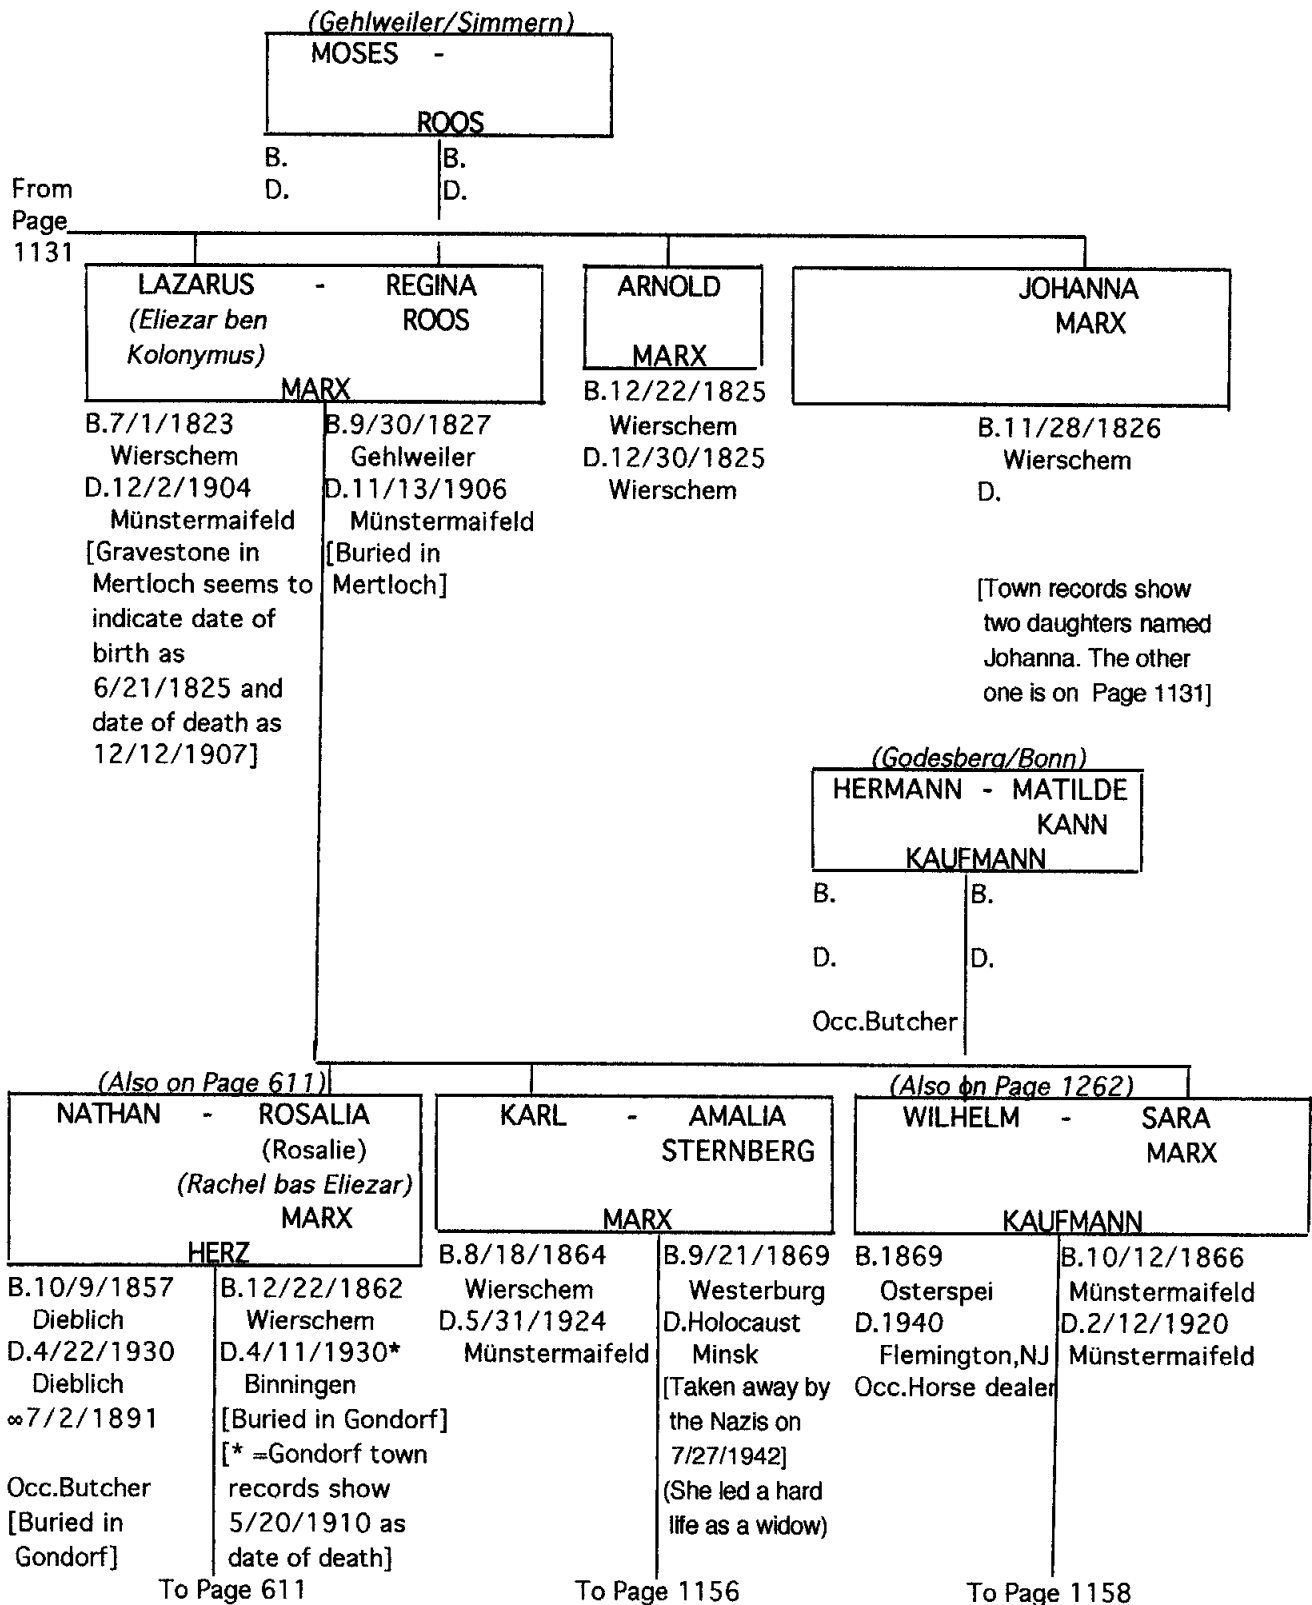 (Gehlweiler/Simmern)
MOSES -
ROOS
B. B.
D. D.
From
Page
1131
LAZARUS - REGINA
(Eliezar ben ROOS
Kolonymus)
MARX
B.7/1/1823 B.9/30/1827
Wierschem Gehlweiler
D.12/2/1904 D.11/13/1906
Münstermaifeld Münstermaifeld
[Gravestone in [Buried in
Mertloch seems to Mertloch]
indicate date of
birth as
6/21/1825 and
date of death as
12/12/1907]
ARNOLD
MARX
B.12/22/1825
Wierschem
D.12/30/1825
Wierschem
JOHANNA
MARX
B.11/28/1826
Wierschem
D.
[Town records show
two daughters named
Johanna. The other
one is on Page 1131]
(Godesberg/Bonn)
HERMANN - MATILDE
KANN
KAUFMANN
B. B.
D. D.
Occ.Butcher
(Also on Page 611)
NATHAN - ROSALIA
(Rosalie)
(Rachel bas Eliezar)
MARX
HERZ
B.10/9/1857 B.12/22/1862
Dieblich Wierschem
D.4/22/1930 D.4/11/1930*
Dieblich Binningen
∞7/2/1891 [Buried in Gondorf]
[* =Gondorf town
Occ.Butcher records show
[Buried in 5/20/1910 as
Gondorf] date of death]
To Page 611
KARL - AMALIA
STERNBERG
MARX
B.8/18/1864 B.9/21/1869
Wierschem Westerburg
D.5/31/1924 D.Holocaust
Münstermaifeld Minsk
[Taken away by
the Nazis on
7/27/1942]
(She led a hard
life as a widow)
To Page 1156
(Also on Page 1262)
WILHELM - SARA
MARX
KAUFMANN
B.1869 B.10/12/1866
Osterspei Münstermaifeld
D.1940 D.2/12/1920
Flemington,NJ Münstermaifeld
Occ.Horse dealer
To Page 1158